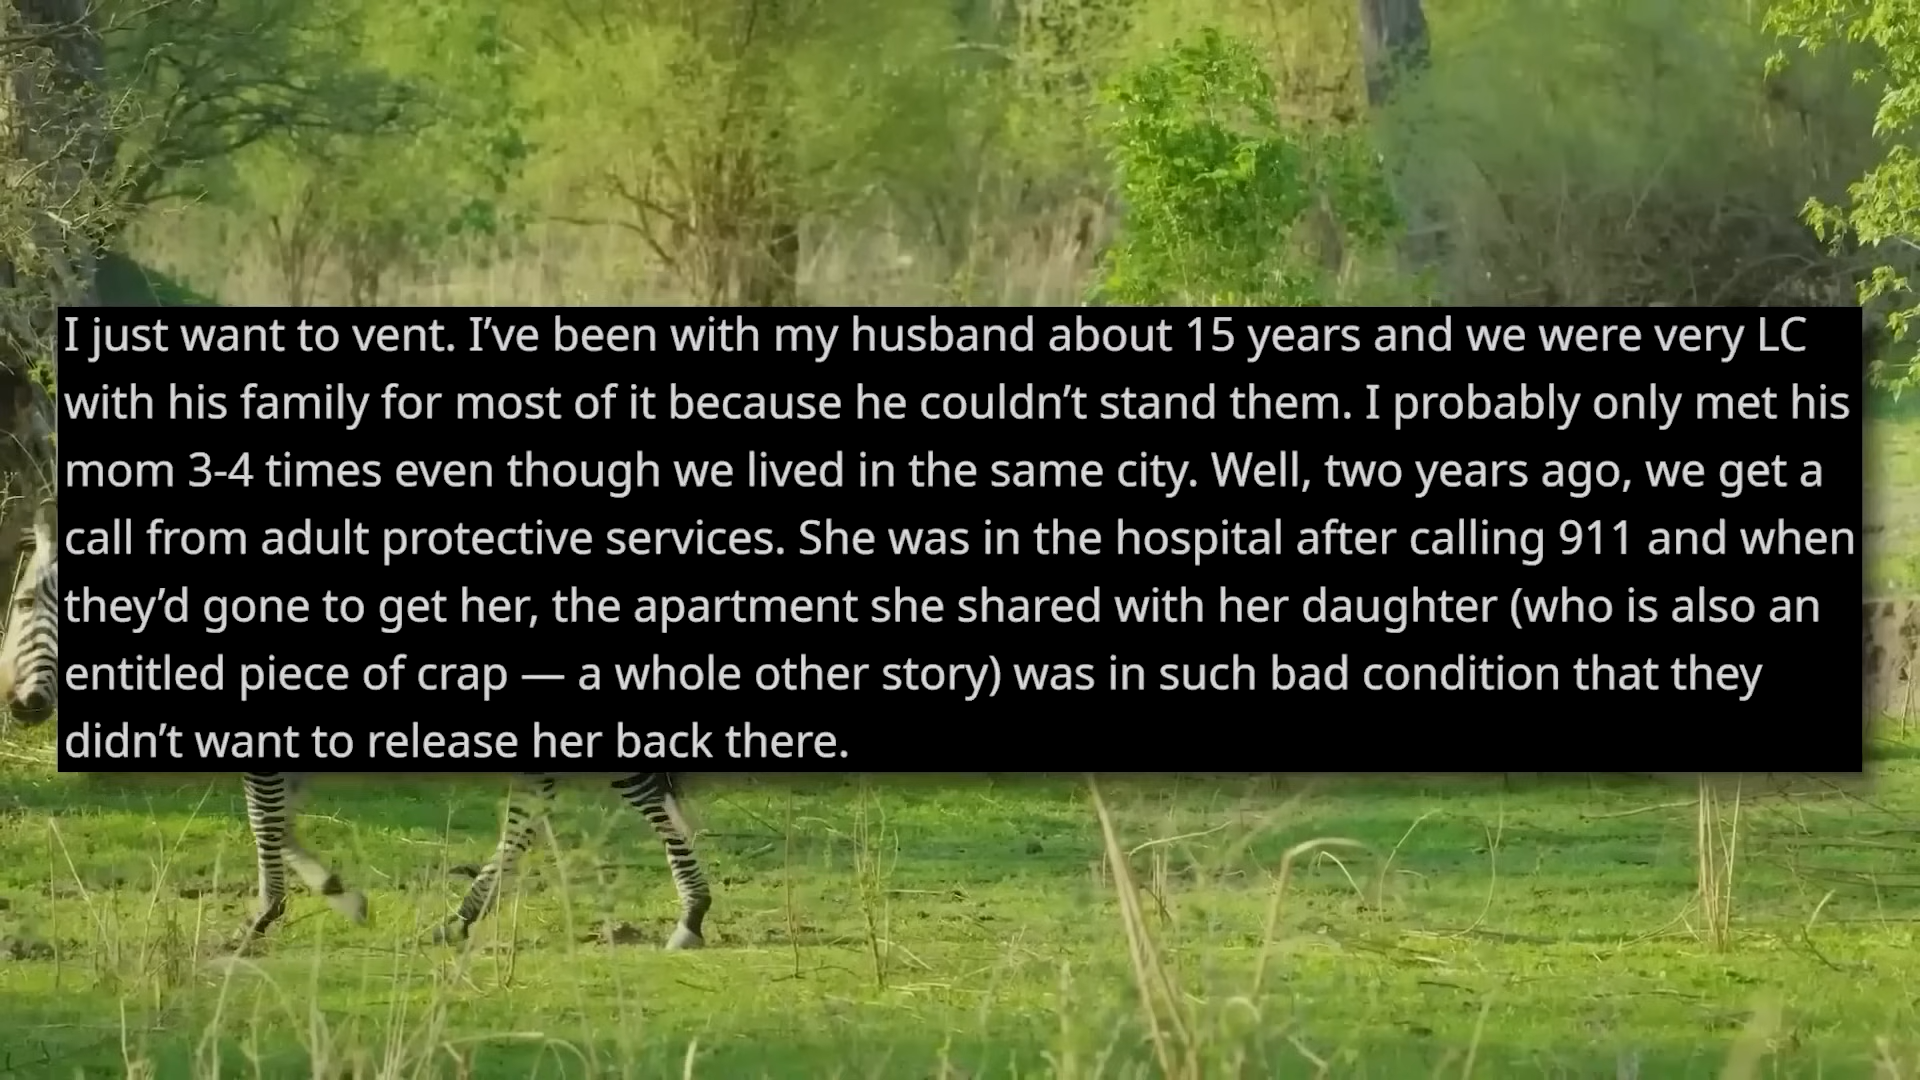 I just want to vent. I’ve been with my husband about 15 years and we were very LC
with his family for most of it because he couldn’t stand them. I probably only met his
mom 3-4 times even though we lived in the same city. Well, two years ago, we get a
call from adult protective services. She was in the hospital after calling 911 and when
they’d gone to get her, the apartment she shared with her daughter (who is also an
entitled piece of crap — a whole other story) was in such bad condition that they
didn’t want to release her back there.